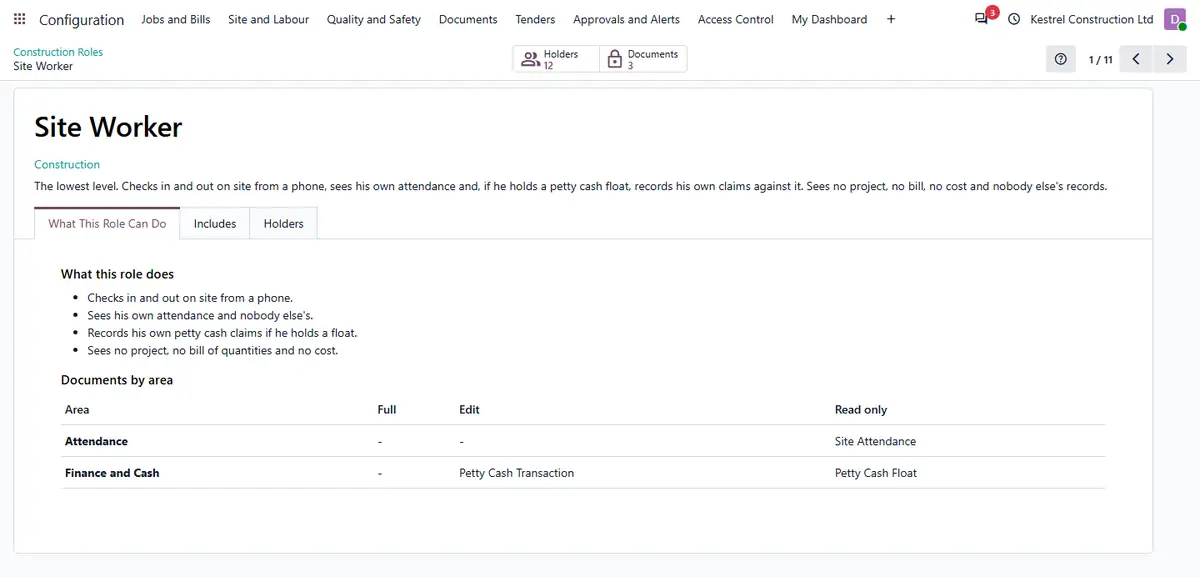 Configuration Jobs and Bills Site and Labour Quality and Safety Documents Tenders Approvals and Alerts Access Control My Dashboard + 3 Kestrel Construction Ltd D
Construction Roles
Site Worker
Holders
12
Documents
3
1 / 11
Site Worker
Construction
The lowest level. Checks in and out on site from a phone, sees his own attendance and, if he holds a petty cash float, records his own claims against it. Sees no project, no bill, no cost and nobody else's records.
What This Role Can Do Includes Holders
What this role does
• Checks in and out on site from a phone.
• Sees his own attendance and nobody else's.
• Records his own petty cash claims if he holds a float.
• Sees no project, no bill of quantities and no cost.
Documents by area
Area Full Edit Read only
Attendance - - Site Attendance
Finance and Cash - Petty Cash Transaction Petty Cash Float